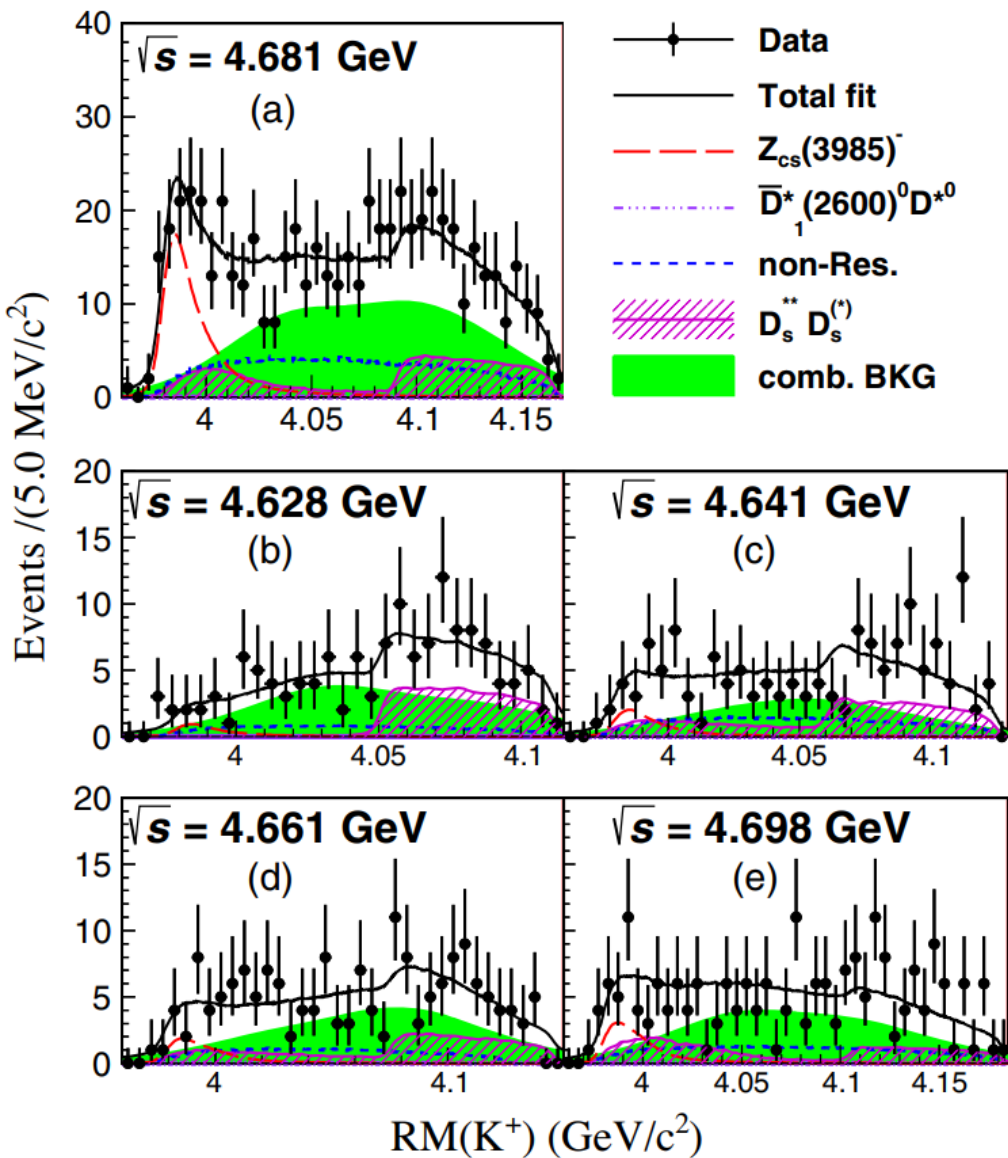 Events /(5.0 MeV/c²)
40
30
20
10
0
√s = 4.681 GeV
(a)
4 4.05 4.1 4.15
Data
Total fit
Z_cs(3985)⁻
D̅*₁(2600)⁰D*⁰
non-Res.
D_s** D_s^(*)
comb. BKG
20
15
10
5
0
√s = 4.628 GeV
(b)
4 4.05 4.1
√s = 4.641 GeV
(c)
4 4.05 4.1
20
15
10
5
0
√s = 4.661 GeV
(d)
4 4.1
√s = 4.698 GeV
(e)
4 4.05 4.1 4.15
RM(K⁺) (GeV/c²)